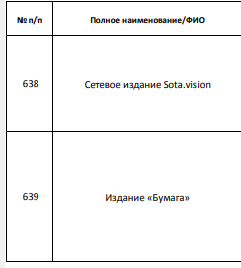 № п/п Полное наименование/ФИО
638 Сетевое издание Sota.vision
639 Издание «Бумага»